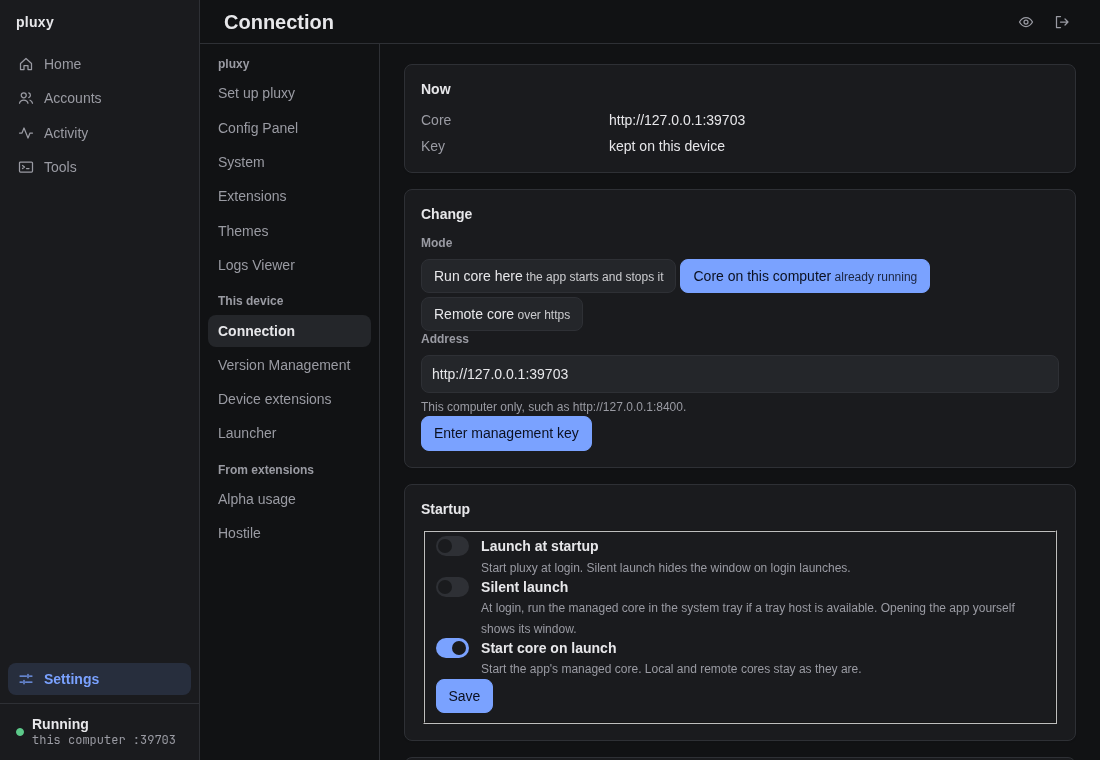 pluxy
Home
Accounts
Activity
Tools
Settings
Running
this computer :39703
Connection
pluxy
Set up pluxy
Config Panel
System
Extensions
Themes
Logs Viewer
This device
Connection
Version Management
Device extensions
Launcher
From extensions
Alpha usage
Hostile
Now
Core http://127.0.0.1:39703
Key kept on this device
Change
Mode
Run core here the app starts and stops it Core on this computer already running
Remote core over https
Address
http://127.0.0.1:39703
This computer only, such as http://127.0.0.1:8400.
Enter management key
Startup
Launch at startup
Start pluxy at login. Silent launch hides the window on login launches.
Silent launch
At login, run the managed core in the system tray if a tray host is available. Opening the app yourself
shows its window.
Start core on launch
Start the app's managed core. Local and remote cores stay as they are.
Save